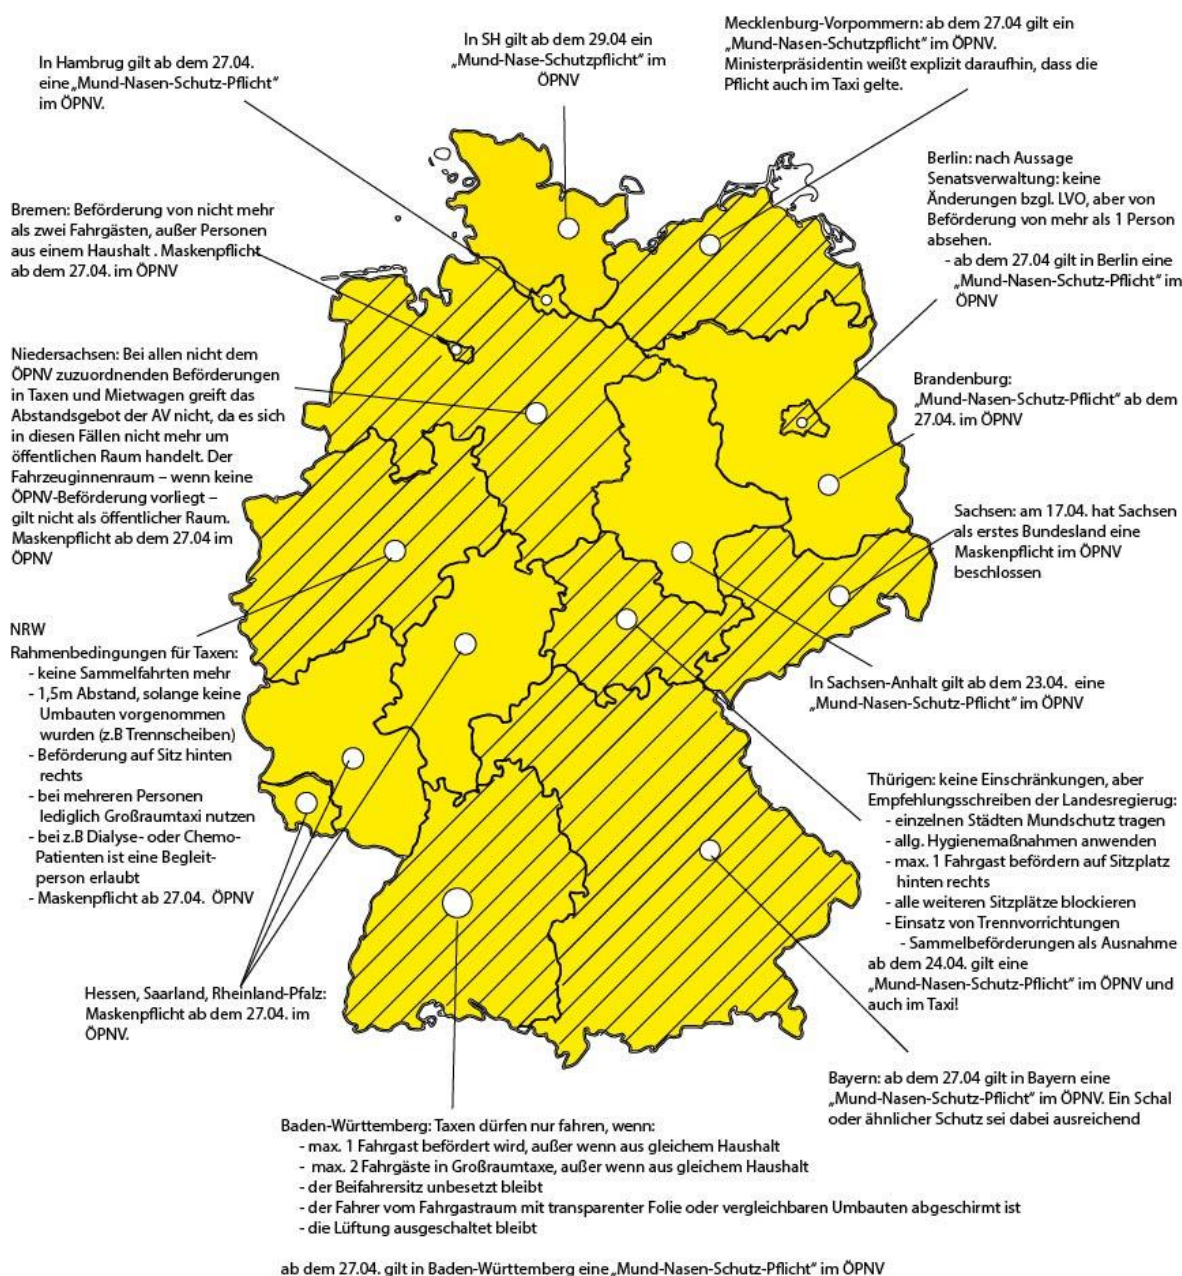 In Hambrug gilt ab dem 27.04.
eine „Mund-Nasen-Schutz-Pflicht“
im ÖPNV.
In SH gilt ab dem 29.04 ein
„Mund-Nase-Schutzpflicht“ im
ÖPNV
Mecklenburg-Vorpommern: ab dem 27.04 gilt ein
„Mund-Nasen-Schutzpflicht“ im ÖPNV.
Ministerpräsidentin weißt explizit daraufhin, dass die
Pflicht auch im Taxi gelte.
Bremen: Beförderung von nicht mehr
als zwei Fahrgästen, außer Personen
aus einem Haushalt . Maskenpflicht
ab dem 27.04. im ÖPNV
Berlin: nach Aussage
Senatsverwaltung: keine
Änderungen bzgl. LVO, aber von
Beförderung von mehr als 1 Person
absehen.
- ab dem 27.04 gilt in Berlin eine
„Mund-Nasen-Schutz-Pflicht“ im
ÖPNV
Niedersachsen: Bei allen nicht dem
ÖPNV zuzuordnenden Beförderungen
in Taxen und Mietwagen greift das
Abstandsgebot der AV nicht, da es sich
in diesen Fällen nicht mehr um
öffentlichen Raum handelt. Der
Fahrzeuginnenraum – wenn keine
ÖPNV-Beförderung vorliegt –
gilt nicht als öffentlicher Raum.
Maskenpflicht ab dem 27.04 im
ÖPNV
Brandenburg:
„Mund-Nasen-Schutz-Pflicht“ ab dem
27.04. im ÖPNV
Sachsen: am 17.04. hat Sachsen
als erstes Bundesland eine
Maskenpflicht im ÖPNV
beschlossen
NRW
Rahmenbedingungen für Taxen:
- keine Sammelfahrten mehr
- 1,5m Abstand, solange keine
Umbauten vorgenommen
wurden (z.B Trennscheiben)
- Beförderung auf Sitz hinten
rechts
- bei mehreren Personen
lediglich Großraumtaxi nutzen
- bei z.B Dialyse- oder Chemo-
Patienten ist eine Begleit-
person erlaubt
- Maskenpflicht ab 27.04. ÖPNV
In Sachsen-Anhalt gilt ab dem 23.04. eine
„Mund-Nasen-Schutz-Pflicht“ im ÖPNV
Thürigen: keine Einschränkungen, aber
Empfehlungsschreiben der Landesregierug:
- einzelnen Städten Mundschutz tragen
- allg. Hygienemaßnahmen anwenden
- max. 1 Fahrgast befördern auf Sitzplatz
hinten rechts
- alle weiteren Sitzplätze blockieren
- Einsatz von Trennvorrichtungen
- Sammelbeförderungen als Ausnahme
ab dem 24.04. gilt eine
„Mund-Nasen-Schutz-Pflicht“ im ÖPNV und
auch im Taxi!
Hessen, Saarland, Rheinland-Pfalz:
Maskenpflicht ab dem 27.04. im
ÖPNV.
Bayern: ab dem 27.04 gilt in Bayern eine
„Mund-Nasen-Schutz-Pflicht“ im ÖPNV. Ein Schal
oder ähnlicher Schutz sei dabei ausreichend
Baden-Württemberg: Taxen dürfen nur fahren, wenn:
- max. 1 Fahrgast befördert wird, außer wenn aus gleichem Haushalt
- max. 2 Fahrgäste in Großraumtaxe, außer wenn aus gleichem Haushalt
- der Beifahrersitz unbesetzt bleibt
- der Fahrer vom Fahrgastraum mit transparenter Folie oder vergleichbaren Umbauten abgeschirmt ist
- die Lüftung ausgeschaltet bleibt
ab dem 27.04. gilt in Baden-Württemberg eine „Mund-Nasen-Schutz-Pflicht“ im ÖPNV